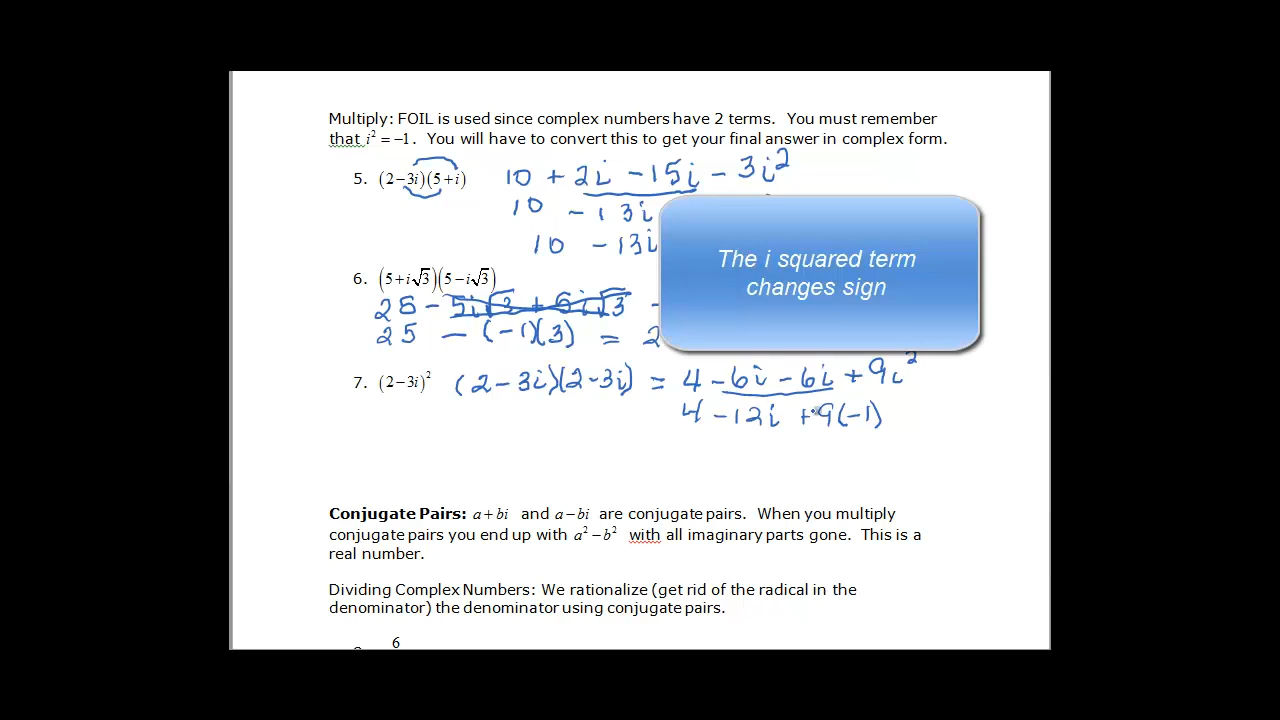 Multiply: FOIL is used since complex numbers have 2 terms. You must remember
that i² = −1. You will have to convert this to get your final answer in complex form.
5. (2−3i)(5+i) 10 + 2i − 15i − 3i²
10 − 13i
10 − 13i
The i squared term
changes sign
6. (5+i√3)(5−i√3)
25 − 5i√3 + 5i√3 −
25 − (−1)(3) = 2
7. (2−3i)² (2−3i)(2−3i) = 4 − 6i − 6i + 9i²
4 − 12i + 9(−1)
Conjugate Pairs: a+bi and a−bi are conjugate pairs. When you multiply
conjugate pairs you end up with a² − b² with all imaginary parts gone. This is a
real number.
Dividing Complex Numbers: We rationalize (get rid of the radical in the
denominator) the denominator using conjugate pairs.
6